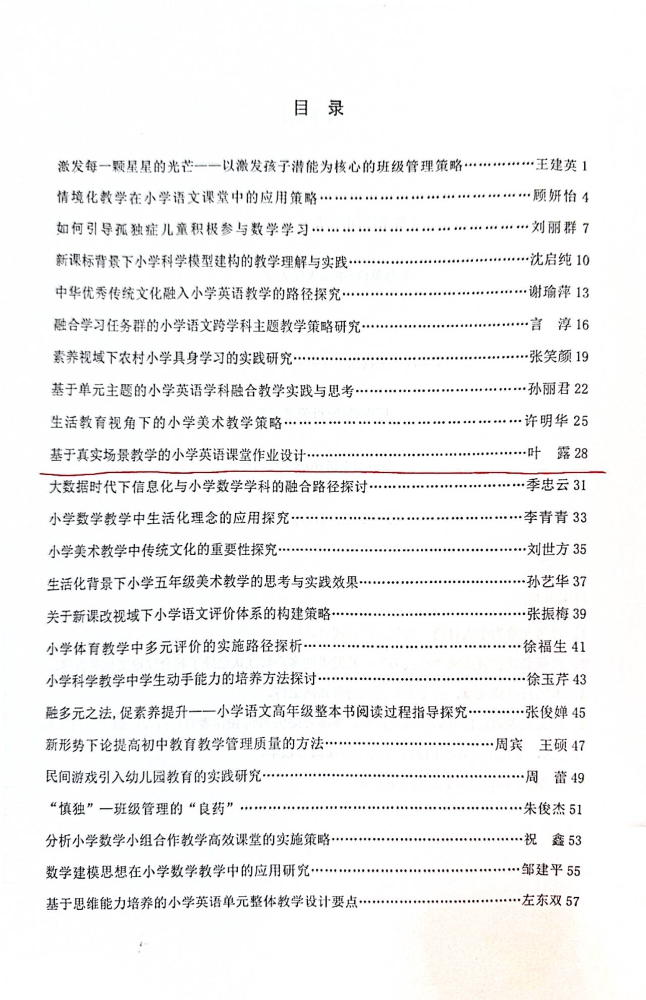 目 录
激发每一颗星星的光芒——以激发孩子潜能为核心的班级管理策略……………王建英 1
情境化教学在小学语文课堂中的应用策略………………………………………顾妍怡 4
如何引导孤独症儿童积极参与数学学习…………………………………………刘丽群 7
新课标背景下小学科学模型建构的教学理解与实践……………………………沈启纯 10
中华优秀传统文化融入小学英语教学的路径探究………………………………谢瑜萍 13
融合学习任务群的小学语文跨学科主题教学策略研究…………………………言 淳 16
素养视域下农村小学具身学习的实践研究………………………………………张笑颜 19
基于单元主题的小学英语学科融合教学实践与思考……………………………孙丽君 22
生活教育视角下的小学美术教学策略……………………………………………许明华 25
基于真实场景教学的小学英语课堂作业设计……………………………………叶 露 28
大数据时代下信息化与小学数学学科的融合路径探讨…………………………季忠云 31
小学数学教学中生活化理念的应用探究…………………………………………李青青 33
小学美术教学中传统文化的重要性探究…………………………………………刘世方 35
生活化背景下小学五年级美术教学的思考与实践效果…………………………孙艺华 37
关于新课改视域下小学语文评价体系的构建策略………………………………张振梅 39
小学体育教学中多元评价的实施路径探析………………………………………徐福生 41
小学科学教学中学生动手能力的培养方法探讨…………………………………徐玉芹 43
融多元之法,促素养提升——小学语文高年级整本书阅读过程指导探究…………张俊婵 45
新形势下论提高初中教育教学管理质量的方法……………………………周宾 王硕 47
民间游戏引入幼儿园教育的实践研究……………………………………………周 蕾 49
“慎独”—班级管理的“良药”……………………………………………………朱俊杰 51
分析小学数学小组合作教学高效课堂的实施策略………………………………祝 鑫 53
数学建模思想在小学数学教学中的应用研究……………………………………邹建平 55
基于思维能力培养的小学英语单元整体教学设计要点…………………………左东双 57